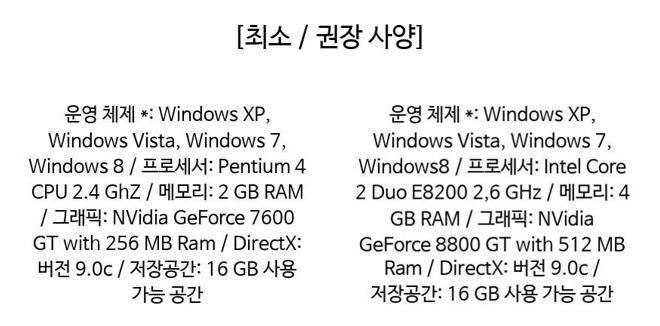 [최소 / 권장 사양]
운영 체제 *: Windows XP,
Windows Vista, Windows 7,
Windows 8 / 프로세서: Pentium 4
CPU 2.4 GhZ / 메모리: 2 GB RAM
/ 그래픽: NVidia GeForce 7600
GT with 256 MB Ram / DirectX:
버전 9.0c / 저장공간: 16 GB 사용
가능 공간
운영 체제 *: Windows XP,
Windows Vista, Windows 7,
Windows8 / 프로세서: Intel Core
2 Duo E8200 2,6 GHz / 메모리: 4
GB RAM / 그래픽: NVidia
GeForce 8800 GT with 512 MB
Ram / DirectX: 버전 9.0c /
저장공간: 16 GB 사용 가능 공간